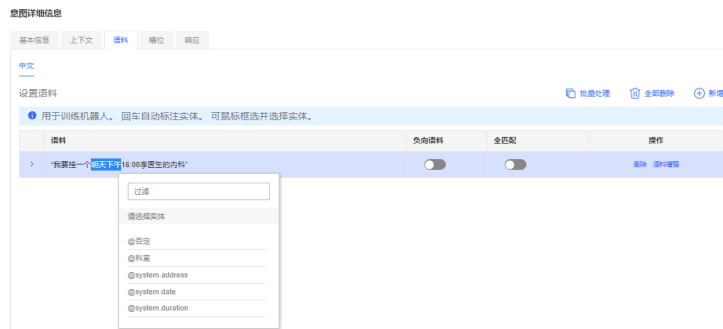 意图详细信息
基本信息 上下文 语料 槽位 响应
中文
设置语料 批量处理 全部删除 新增
用于训练机器人。 回车自动标注实体。 可鼠标框选并选择实体。
语料 负向语料 全匹配 操作
"我要挂一个明天下午16:00李医生的内科" 删除 语料增强
过滤
请选择实体
@否定
@科室
@system.address
@system.date
@system.duration